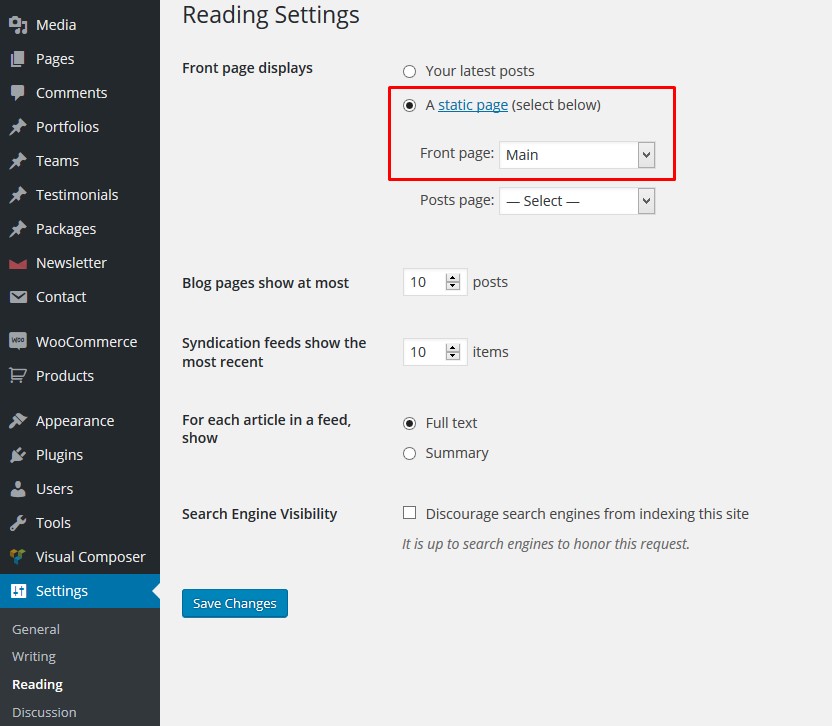 Media
Pages
Comments
Portfolios
Teams
Testimonials
Packages
Newsletter
Contact
WOO WooCommerce
Products
Appearance
Plugins
Users
Tools
Visual Composer
Settings
General
Writing
Reading
Discussion
Reading Settings
Front page displays
Your latest posts
A static page (select below)
Front page: Main
Posts page: — Select —
Blog pages show at most 10 posts
Syndication feeds show the
most recent
10 items
For each article in a feed,
show
Full text
Summary
Search Engine Visibility
Discourage search engines from indexing this site
It is up to search engines to honor this request.
Save Changes